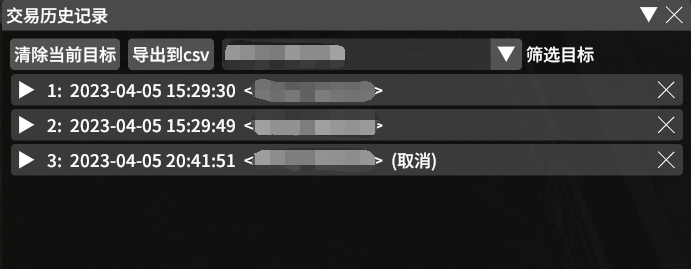 交易历史记录
清除当前目标 导出到csv 筛选目标
1: 2023-04-05 15:29:30 < >
2: 2023-04-05 15:29:49 < >
3: 2023-04-05 20:41:51 < > (取消)